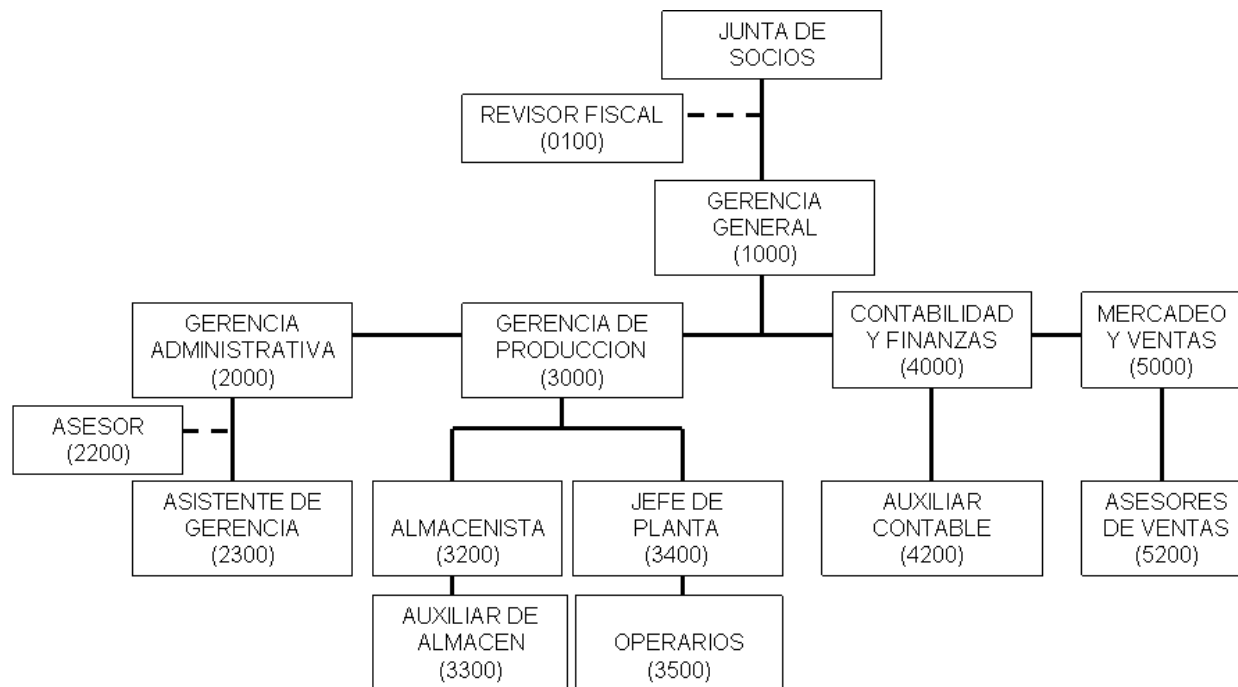 JUNTA DE
SOCIOS
REVISOR FISCAL
(0100)
GERENCIA
GENERAL
(1000)
GERENCIA
ADMINISTRATIVA
(2000)
GERENCIA DE
PRODUCCION
(3000)
CONTABILIDAD
Y FINANZAS
(4000)
MERCADEO
Y VENTAS
(5000)
ASESOR
(2200)
ASISTENTE DE
GERENCIA
(2300)
ALMACENISTA
(3200)
JEFE DE
PLANTA
(3400)
AUXILIAR
CONTABLE
(4200)
ASESORES
DE VENTAS
(5200)
AUXILIAR DE
ALMACEN
(3300)
OPERARIOS
(3500)